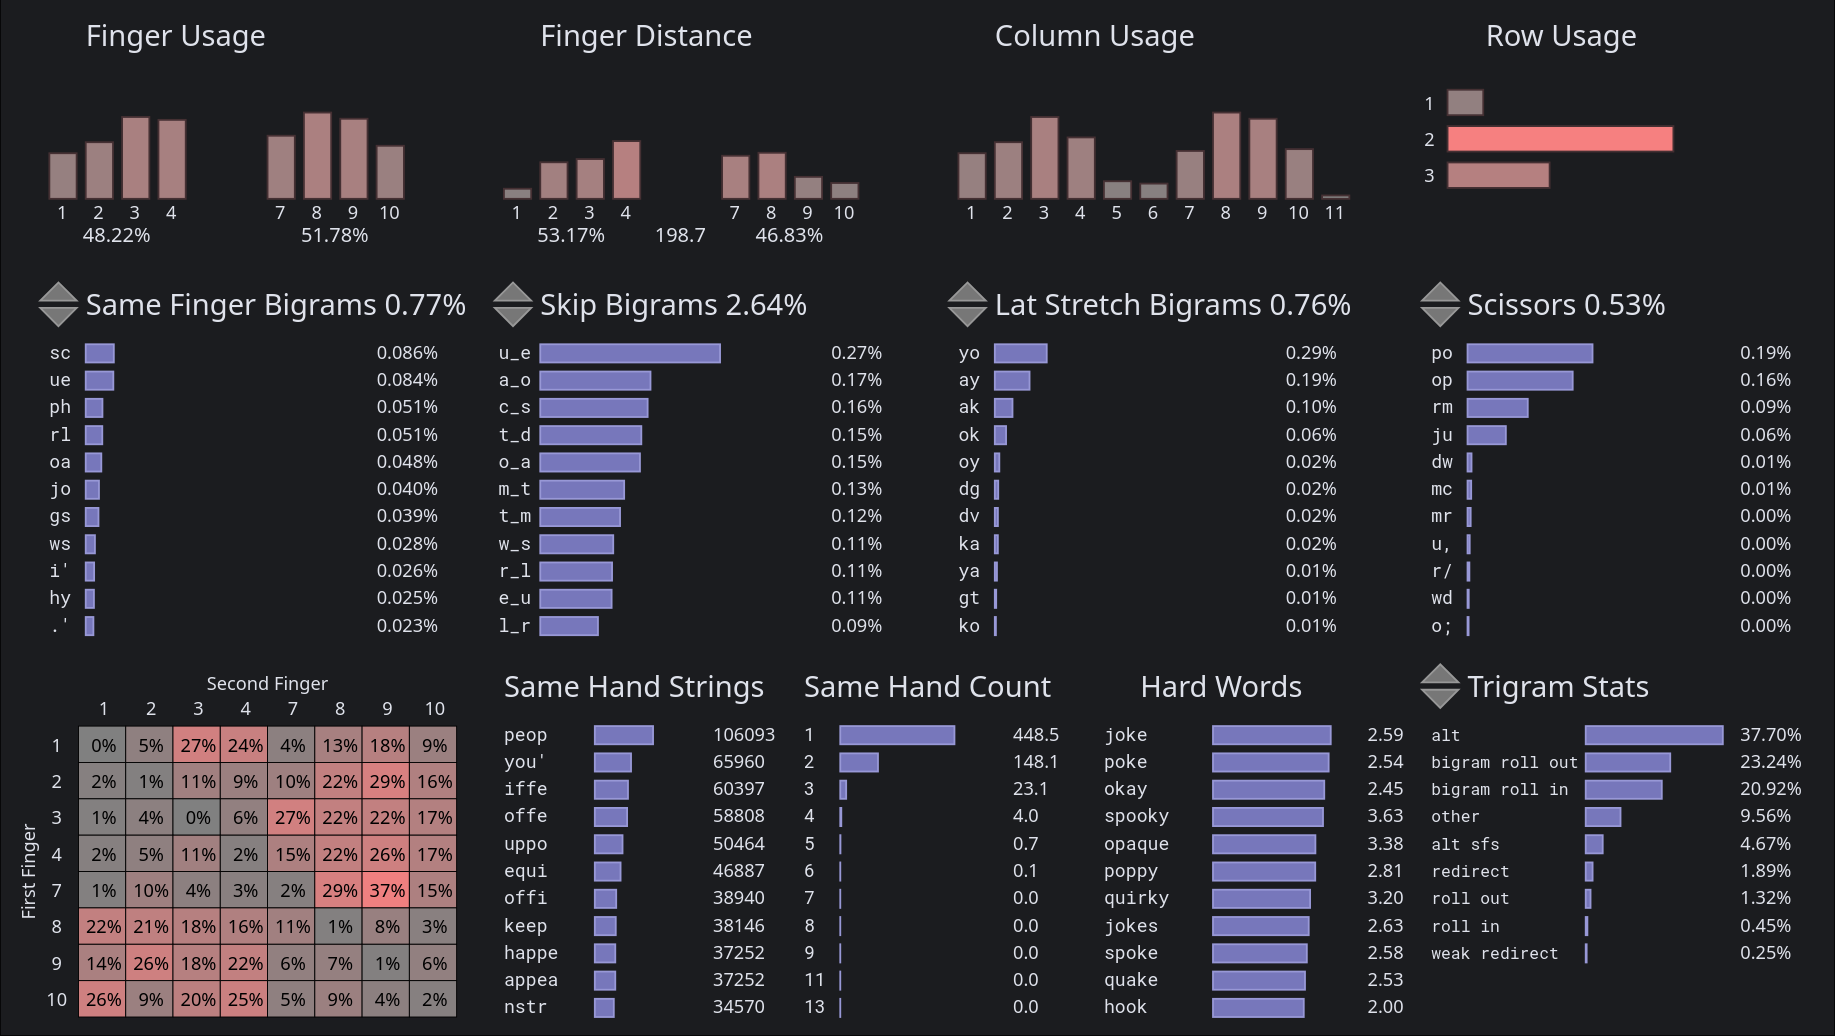 Finger Usage
1 2 3 4 7 8 9 10
48.22% 51.78%
Finger Distance
1 2 3 4 7 8 9 10
53.17% 198.7 46.83%
Column Usage
1 2 3 4 5 6 7 8 9 10 11
Row Usage
1
2
3
Same Finger Bigrams 0.77%
sc 0.086%
ue 0.084%
ph 0.051%
rl 0.051%
oa 0.048%
jo 0.040%
gs 0.039%
ws 0.028%
i' 0.026%
hy 0.025%
.' 0.023%
Skip Bigrams 2.64%
u_e 0.27%
a_o 0.17%
c_s 0.16%
t_d 0.15%
o_a 0.15%
m_t 0.13%
t_m 0.12%
w_s 0.11%
r_l 0.11%
e_u 0.11%
l_r 0.09%
Lat Stretch Bigrams 0.76%
yo 0.29%
ay 0.19%
ak 0.10%
ok 0.06%
oy 0.02%
dg 0.02%
dv 0.02%
ka 0.02%
ya 0.01%
gt 0.01%
ko 0.01%
Scissors 0.53%
po 0.19%
op 0.16%
rm 0.09%
ju 0.06%
dw 0.01%
mc 0.01%
mr 0.00%
u, 0.00%
r/ 0.00%
wd 0.00%
o; 0.00%
Second Finger
1 2 3 4 7 8 9 10
First Finger
1 0% 5% 27% 24% 4% 13% 18% 9%
2 2% 1% 11% 9% 10% 22% 29% 16%
3 1% 4% 0% 6% 27% 22% 22% 17%
4 2% 5% 11% 2% 15% 22% 26% 17%
7 1% 10% 4% 3% 2% 29% 37% 15%
8 22% 21% 18% 16% 11% 1% 8% 3%
9 14% 26% 18% 22% 6% 7% 1% 6%
10 26% 9% 20% 25% 5% 9% 4% 2%
Same Hand Strings
peop 106093
you' 65960
iffe 60397
offe 58808
uppo 50464
equi 46887
offi 38940
keep 38146
happe 37252
appea 37252
nstr 34570
Same Hand Count
1 448.5
2 148.1
3 23.1
4 4.0
5 0.7
6 0.1
7 0.0
8 0.0
9 0.0
11 0.0
13 0.0
Hard Words
joke 2.59
poke 2.54
okay 2.45
spooky 3.63
opaque 3.38
poppy 2.81
quirky 3.20
jokes 2.63
spoke 2.58
quake 2.53
hook 2.00
Trigram Stats
alt 37.70%
bigram roll out 23.24%
bigram roll in 20.92%
other 9.56%
alt sfs 4.67%
redirect 1.89%
roll out 1.32%
roll in 0.45%
weak redirect 0.25%